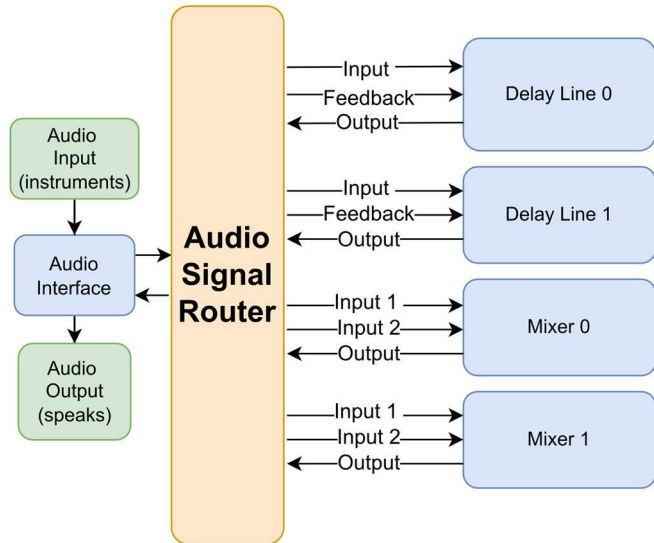 Audio
Input
(instruments)
Audio
Interface
Audio
Output
(speaks)
Audio
Signal
Router
Input
Feedback
Output
Delay Line 0
Input
Feedback
Output
Delay Line 1
Input 1
Input 2
Output
Mixer 0
Input 1
Input 2
Output
Mixer 1